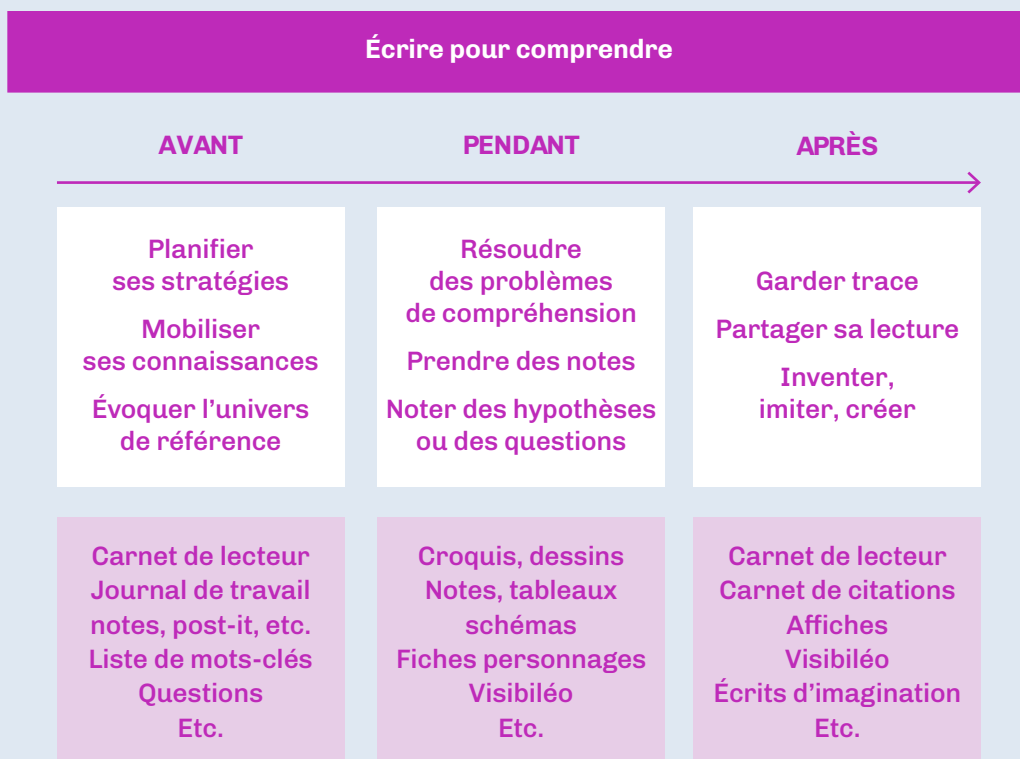 Écrire pour comprendre
AVANT
PENDANT
APRÈS
Planifier
ses stratégies
Mobiliser
ses connaissances
Évoquer l'univers
de référence
Résoudre
des problèmes
de compréhension
Prendre des notes
Noter des hypothèses
ou des questions
Garder trace
Partager sa lecture
Inventer,
imiter, créer
Carnet de lecteur
Journal de travail
notes, post-it, etc.
Liste de mots-clés
Questions
Etc.
Croquis, dessins
Notes, tableaux
schémas
Fiches personnages
Visibiléo
Etc.
Carnet de lecteur
Carnet de citations
Affiches
Visibiléo
Écrits d'imagination
Etc.